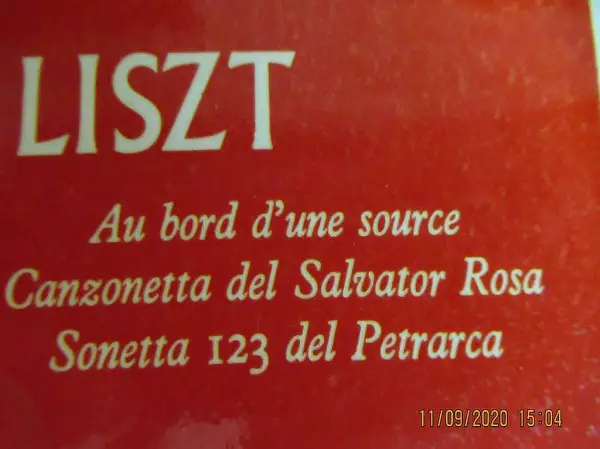 LISZT
Au bord d'une source
Canzonetta del Salvator Rosa
Sonetta 123 del Petrarca
11/09/2020 15:04